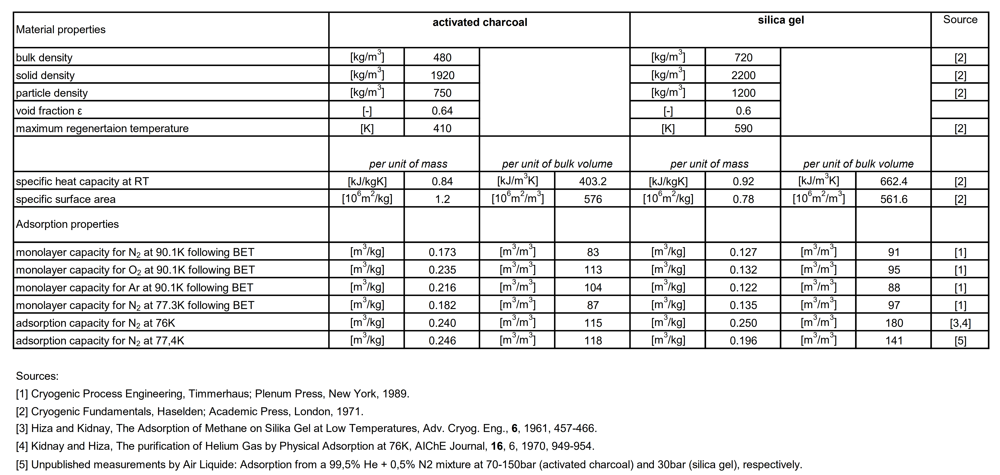 Material properties activated charcoal silica gel Source
bulk density [kg/m³] 480 [kg/m³] 720 [2]
solid density [kg/m³] 1920 [kg/m³] 2200 [2]
particle density [kg/m³] 750 [kg/m³] 1200 [2]
void fraction ε [-] 0.64 [-] 0.6
maximum regenertaion temperature [K] 410 [K] 590 [2]
per unit of mass per unit of bulk volume per unit of mass per unit of bulk volume
specific heat capacity at RT [kJ/kgK] 0.84 [kJ/m³K] 403.2 [kJ/kgK] 0.92 [kJ/m³K] 662.4 [2]
specific surface area [10⁶m²/kg] 1.2 [10⁶m²/m³] 576 [10⁶m²/kg] 0.78 [10⁶m²/m³] 561.6 [2]
Adsorption properties
monolayer capacity for N₂ at 90.1K following BET [m³/kg] 0.173 [m³/m³] 83 [m³/kg] 0.127 [m³/m³] 91 [1]
monolayer capacity for O₂ at 90.1K following BET [m³/kg] 0.235 [m³/m³] 113 [m³/kg] 0.132 [m³/m³] 95 [1]
monolayer capacity for Ar at 90.1K following BET [m³/kg] 0.216 [m³/m³] 104 [m³/kg] 0.122 [m³/m³] 88 [1]
monolayer capacity for N₂ at 77.3K following BET [m³/kg] 0.182 [m³/m³] 87 [m³/kg] 0.135 [m³/m³] 97 [1]
adsorption capacity for N₂ at 76K [m³/kg] 0.240 [m³/m³] 115 [m³/kg] 0.250 [m³/m³] 180 [3,4]
adsorption capacity for N₂ at 77,4K [m³/kg] 0.246 [m³/m³] 118 [m³/kg] 0.196 [m³/m³] 141 [5]
Sources:
[1] Cryogenic Process Engineering, Timmerhaus; Plenum Press, New York, 1989.
[2] Cryogenic Fundamentals, Haselden; Academic Press, London, 1971.
[3] Hiza and Kidnay, The Adsorption of Methane on Silika Gel at Low Temperatures, Adv. Cryog. Eng., 6, 1961, 457-466.
[4] Kidnay and Hiza, The purification of Helium Gas by Physical Adsorption at 76K, AIChE Journal, 16, 6, 1970, 949-954.
[5] Unpublished measurements by Air Liquide: Adsorption from a 99,5% He + 0,5% N2 mixture at 70-150bar (activated charcoal) and 30bar (silica gel), respectively.